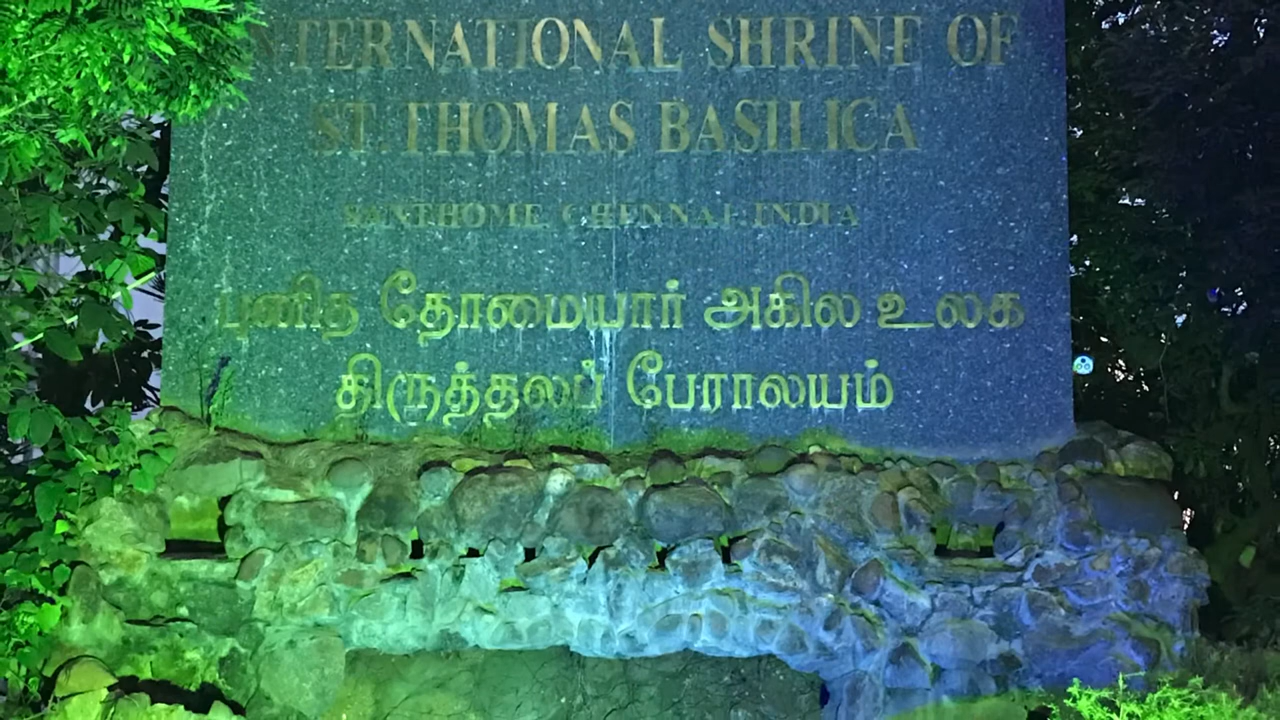 INTERNATIONAL SHRINE OF
ST. THOMAS BASILICA
SANTHOME, CHENNAI, INDIA
புனித தோமையார் அகில உலக
திருத்தலப் பேராலயம்